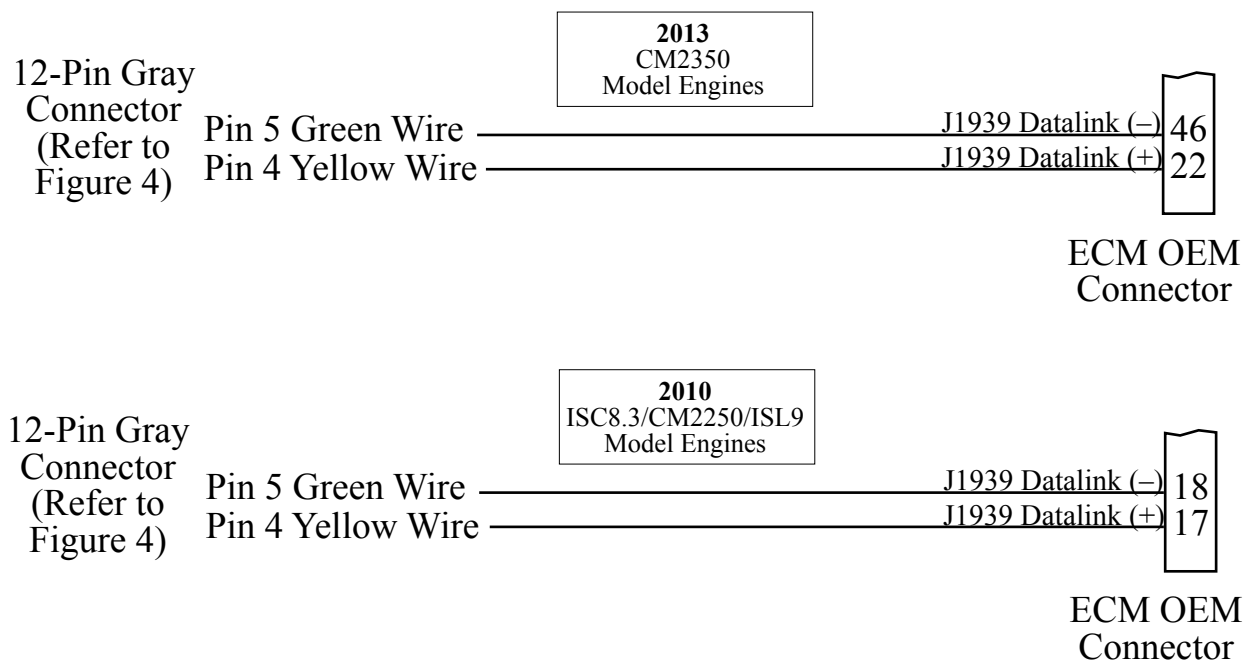 2013
CM2350
Model Engines
12-Pin Gray
Connector
(Refer to
Figure 4)
Pin 5 Green Wire
J1939 Datalink (–)
46
Pin 4 Yellow Wire
J1939 Datalink (+)
22
ECM OEM
Connector
2010
ISC8.3/CM2250/ISL9
Model Engines
12-Pin Gray
Connector
(Refer to
Figure 4)
Pin 5 Green Wire
J1939 Datalink (–)
18
Pin 4 Yellow Wire
J1939 Datalink (+)
17
ECM OEM
Connector